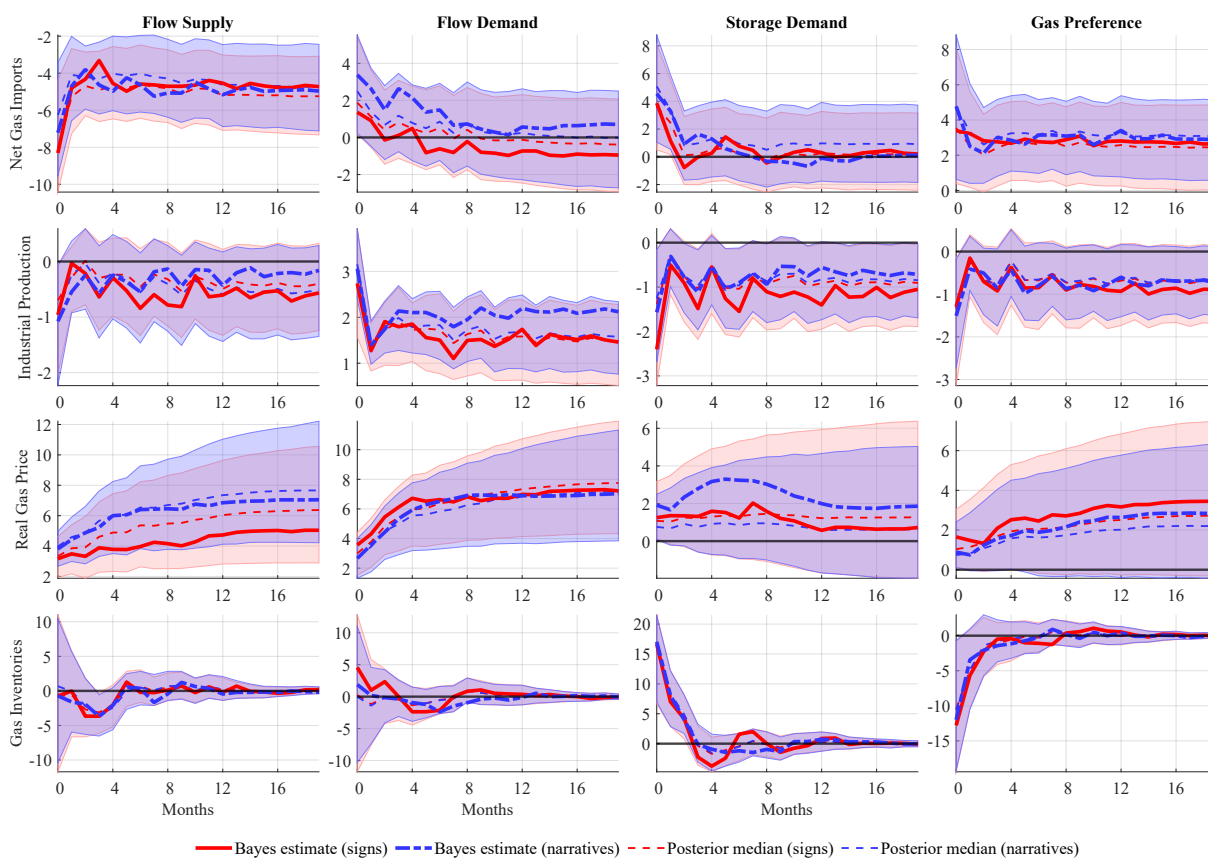 Flow Supply Flow Demand Storage Demand Gas Preference
Net Gas Imports
-2 -4 -6 -8 -10
0 4 8 12 16
4 2 0 -2
0 4 8 12 16
8 6 4 2 0 -2
0 4 8 12 16
8 6 4 2 0
0 4 8 12 16
Industrial Production
0 -1 -2
0 4 8 12 16
3 2 1
0 4 8 12 16
0 -1 -2 -3
0 4 8 12 16
0 -1 -2 -3
0 4 8 12 16
Real Gas Price
12 10 8 6 4 2
0 4 8 12 16
10 8 6 4 2
0 4 8 12 16
6 4 2 0
0 4 8 12 16
6 4 2 0
0 4 8 12 16
Gas Inventories
10 5 0 -5 -10
0 4 8 12 16
Months
10 5 0 -5 -10
0 4 8 12 16
Months
20 15 10 5 0
0 4 8 12 16
Months
0 -5 -10 -15
0 4 8 12 16
Months
Bayes estimate (signs) Bayes estimate (narratives) Posterior median (signs) Posterior median (narratives)